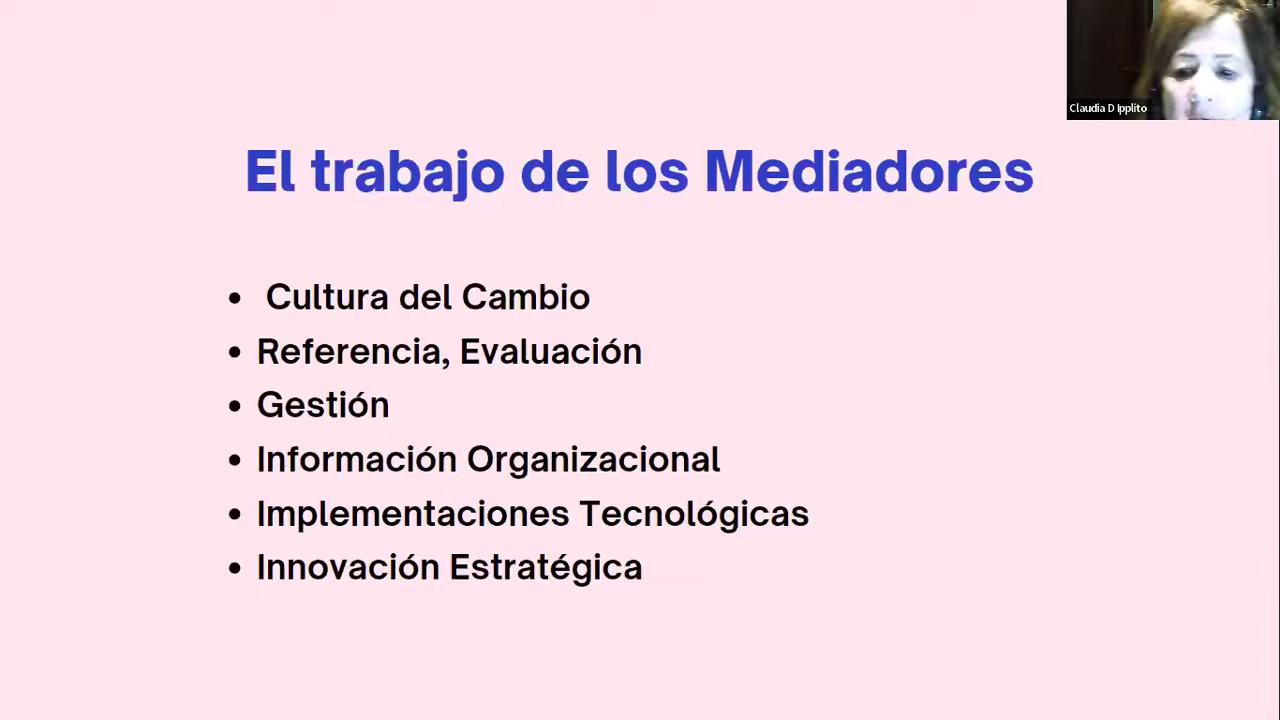 Claudia D Ipplito
El trabajo de los Mediadores
• Cultura del Cambio
• Referencia, Evaluación
• Gestión
• Información Organizacional
• Implementaciones Tecnológicas
• Innovación Estratégica